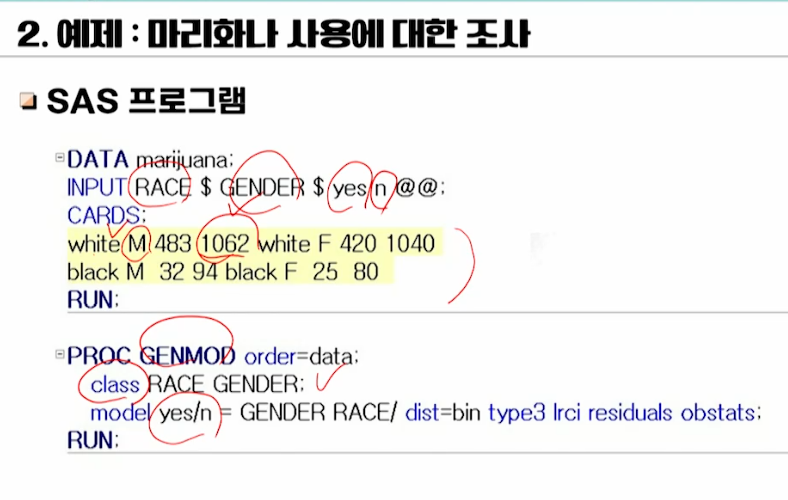 2. 예제 : 마리화나 사용에 대한 조사
SAS 프로그램
DATA marijuana;
INPUT RACE $ GENDER $ yes n @@;
CARDS;
white M 483 1062 white F 420 1040
black M 32 94 black F 25 80
RUN;
PROC GENMOD order=data;
class RACE GENDER;
model yes/n = GENDER RACE/ dist=bin type3 lrci residuals obstats;
RUN;